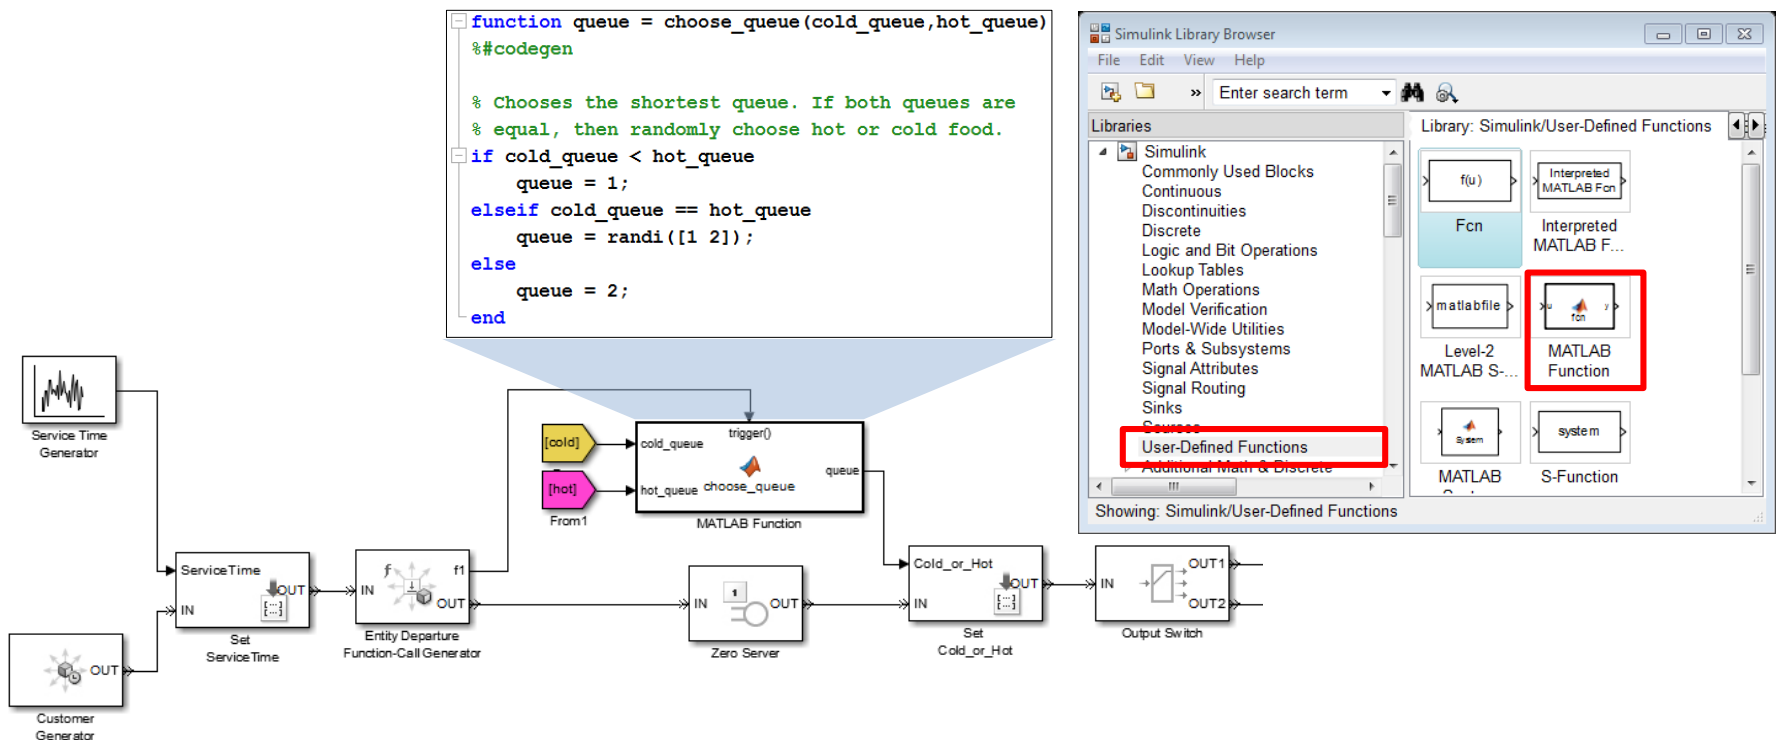 function queue = choose_queue(cold_queue,hot_queue)
%#codegen
% Chooses the shortest queue. If both queues are
% equal, then randomly choose hot or cold food.
if cold_queue < hot_queue
queue = 1;
elseif cold_queue == hot_queue
queue = randi([1 2]);
else
queue = 2;
end
Simulink Library Browser
File Edit View Help
» Enter search term
Libraries
Library: Simulink/User-Defined Functions
Simulink
Commonly Used Blocks
Continuous
Discontinuities
Discrete
Logic and Bit Operations
Lookup Tables
Math Operations
Model Verification
Model-Wide Utilities
Ports & Subsystems
Signal Attributes
Signal Routing
Sinks
Sources
User-Defined Functions
Additional Math & Discrete
f(u)
Fcn
Interpreted
MATLAB Fcn
Interpreted
MATLAB F...
matlabfile
Level-2
MATLAB S-...
u
y
fcn
MATLAB
Function
System
MATLAB
system
S-Function
Showing: Simulink/User-Defined Functions
Service Time
Generator
[cold]
[hot]
From1
trigger()
cold_queue
hot_queue
choose_queue
queue
MATLAB Function
ServiceTime
IN
OUT
[...]
Set
ServiceTime
IN
f1
OUT
Entity Departure
Function-Call Generator
IN
1
OUT
Zero Server
Cold_or_Hot
IN
OUT
[...]
Set
Cold_or_Hot
IN
OUT1
OUT2
Output Switch
OUT
Customer
Generator